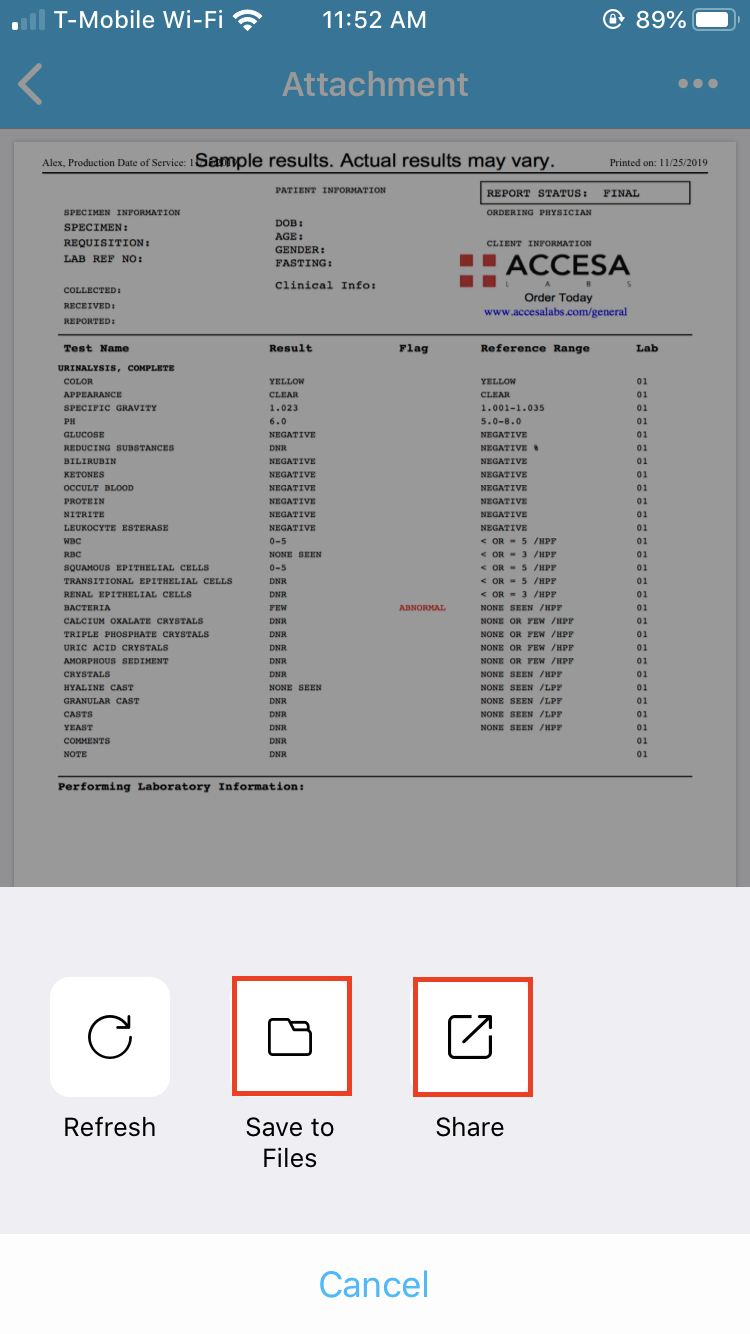 T-Mobile Wi-Fi 11:52 AM 89%
Attachment
Alex, Production Date of Service: Sample results. Actual results may vary. Printed on: 11/25/2019
PATIENT INFORMATION
REPORT STATUS: FINAL
SPECIMEN INFORMATION
ORDERING PHYSICIAN
SPECIMEN:
DOB:
REQUISITION:
AGE:
CLIENT INFORMATION
GENDER:
LAB REF NO:
FASTING:
ACCESA
LABS
Clinical Info:
COLLECTED:
Order Today
RECEIVED:
www.accesalabs.com/general
REPORTED:
Test Name Result Flag Reference Range Lab
URINALYSIS, COMPLETE
COLOR YELLOW YELLOW 01
APPEARANCE CLEAR CLEAR 01
SPECIFIC GRAVITY 1.023 1.001-1.035 01
PH 6.0 5.0-8.0 01
GLUCOSE NEGATIVE NEGATIVE 01
REDUCING SUBSTANCES DNR NEGATIVE % 01
BILIRUBIN NEGATIVE NEGATIVE 01
KETONES NEGATIVE NEGATIVE 01
OCCULT BLOOD NEGATIVE NEGATIVE 01
PROTEIN NEGATIVE NEGATIVE 01
NITRITE NEGATIVE NEGATIVE 01
LEUKOCYTE ESTERASE NEGATIVE NEGATIVE 01
WBC 0-5 < OR = 5 /HPF 01
RBC NONE SEEN < OR = 3 /HPF 01
SQUAMOUS EPITHELIAL CELLS 0-5 < OR = 5 /HPF 01
TRANSITIONAL EPITHELIAL CELLS DNR < OR = 5 /HPF 01
RENAL EPITHELIAL CELLS DNR < OR = 3 /HPF 01
BACTERIA FEW ABNORMAL NONE SEEN /HPF 01
CALCIUM OXALATE CRYSTALS DNR NONE OR FEW /HPF 01
TRIPLE PHOSPHATE CRYSTALS DNR NONE OR FEW /HPF 01
URIC ACID CRYSTALS DNR NONE OR FEW /HPF 01
AMORPHOUS SEDIMENT DNR NONE OR FEW /HPF 01
CRYSTALS DNR NONE SEEN /HPF 01
HYALINE CAST NONE SEEN NONE SEEN /LPF 01
GRANULAR CAST DNR NONE SEEN /LPF 01
CASTS DNR NONE SEEN /LPF 01
YEAST DNR NONE SEEN /HPF 01
COMMENTS DNR 01
NOTE DNR 01
Performing Laboratory Information:
Refresh
Save to
Files
Share
Cancel